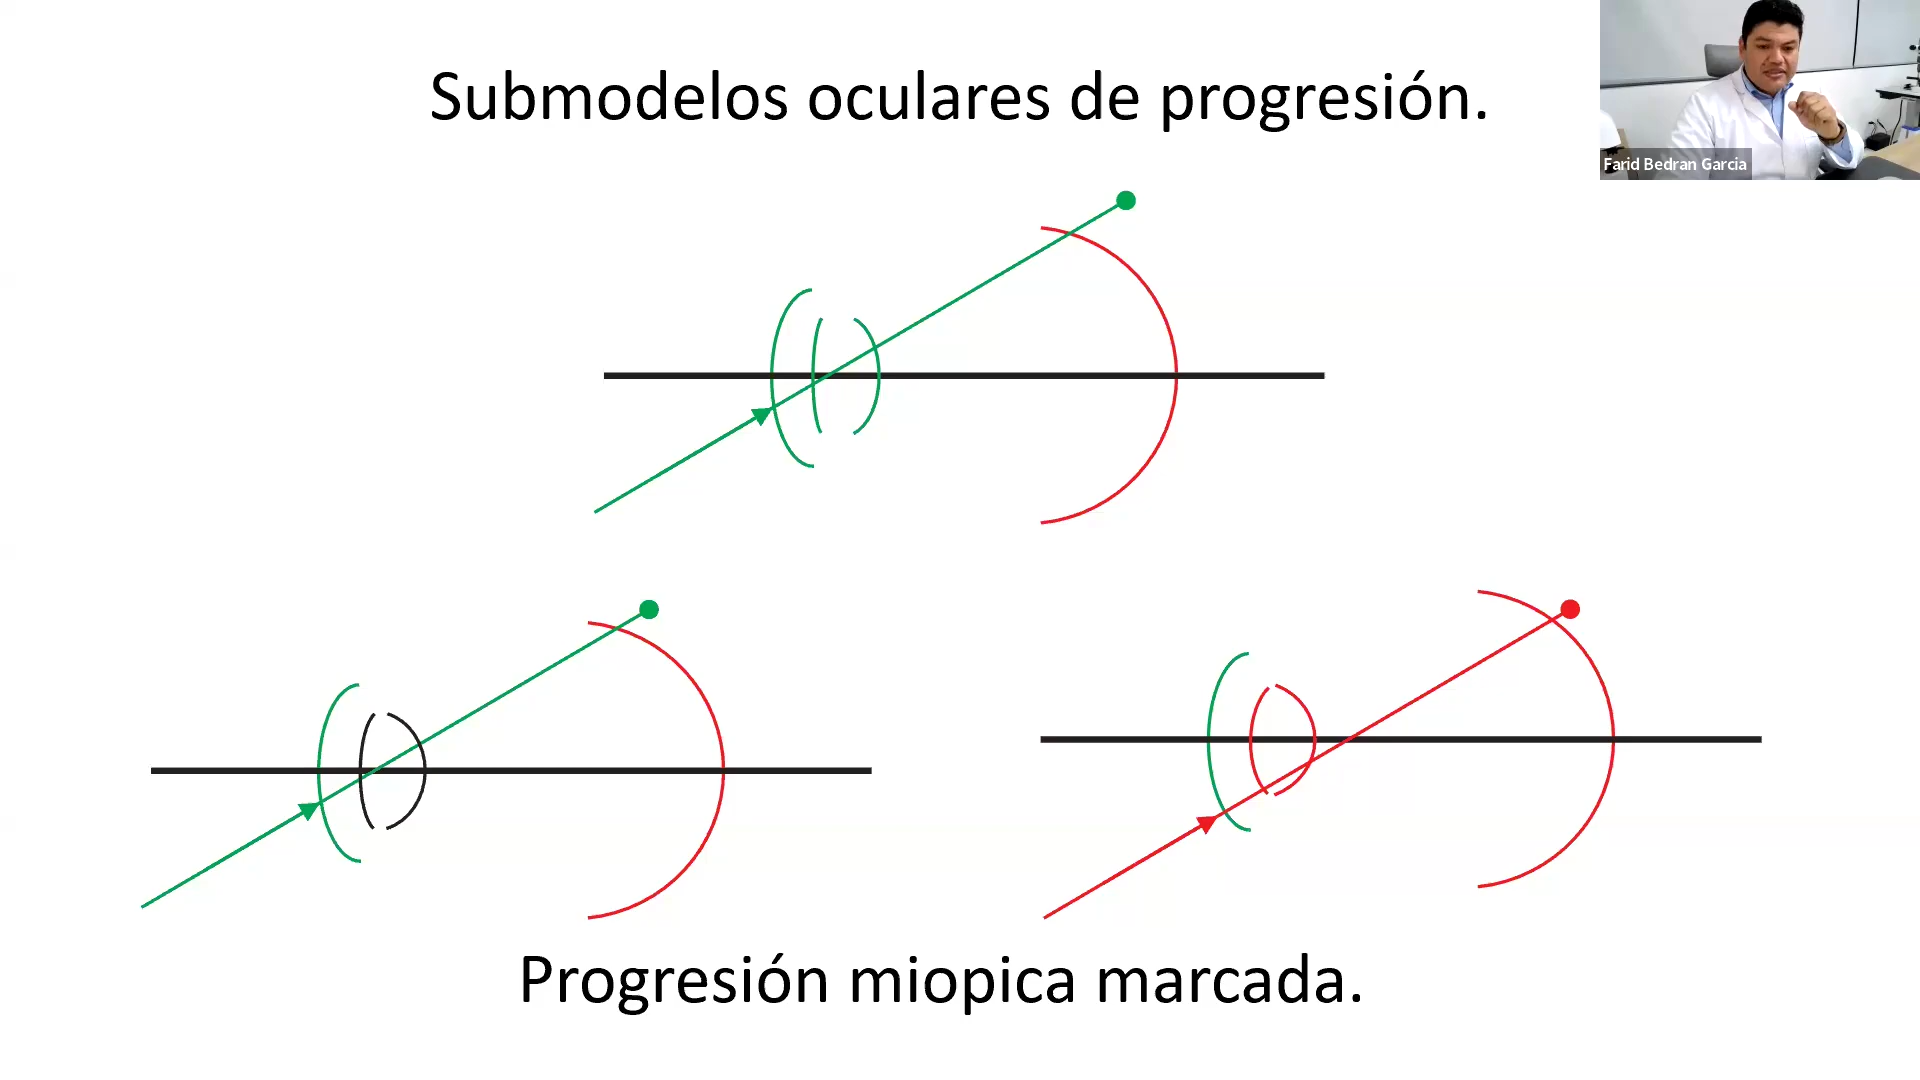 Submodelos oculares de progresión.
Farid Bedran Garcia
Progresión miopica marcada.